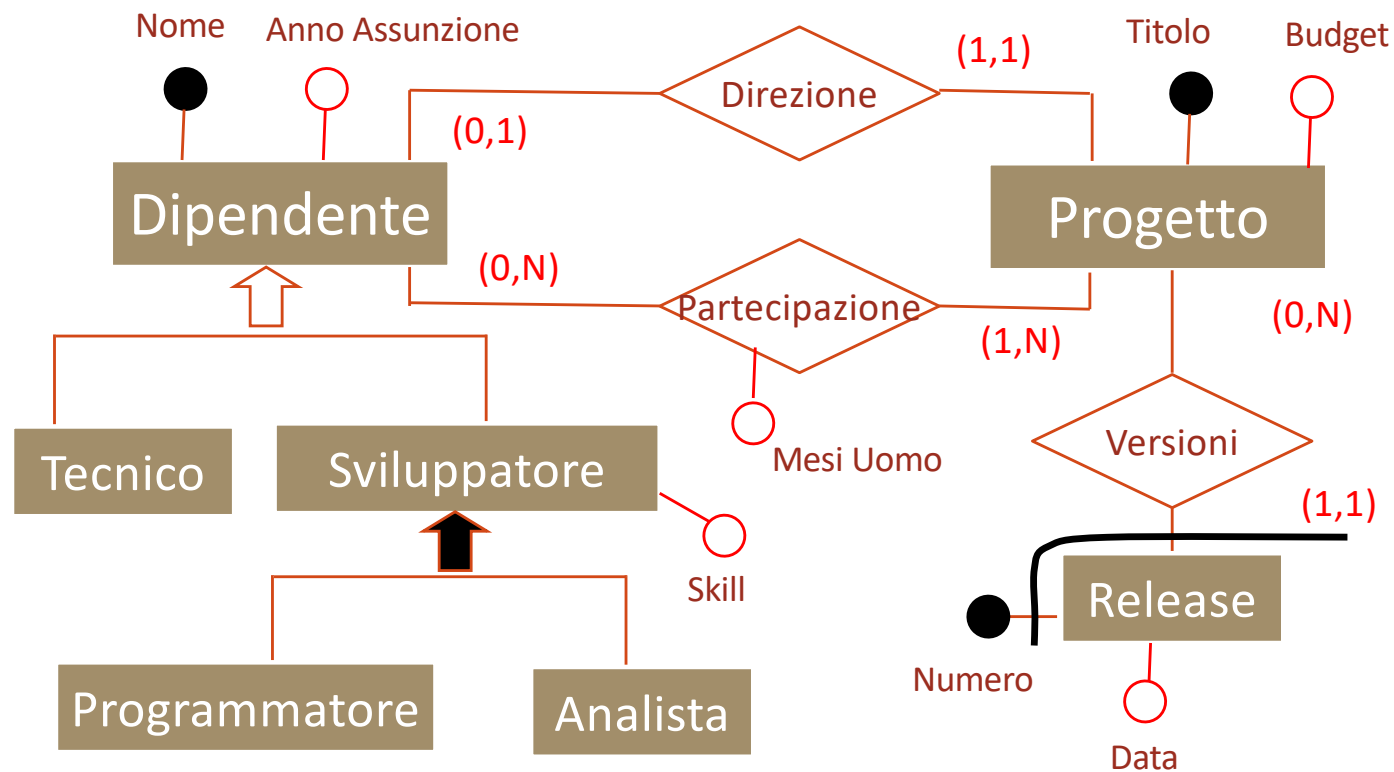 Nome
Anno Assunzione
Titolo
Budget
(1,1)
Direzione
(0,1)
Dipendente
Progetto
(0,N)
Partecipazione
(1,N)
(0,N)
Mesi Uomo
Versioni
Tecnico
Sviluppatore
(1,1)
Skill
Release
Numero
Programmatore
Analista
Data